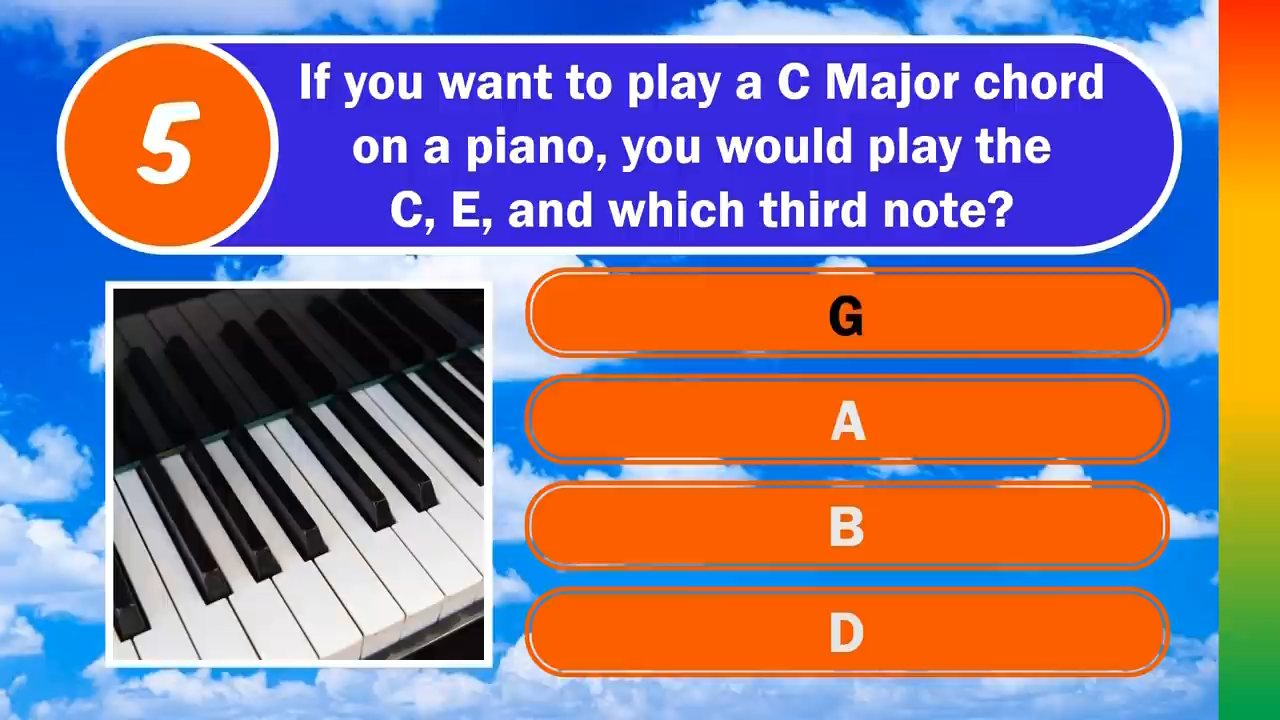 5
If you want to play a C Major chord
on a piano, you would play the
C, E, and which third note?
G
A
B
D